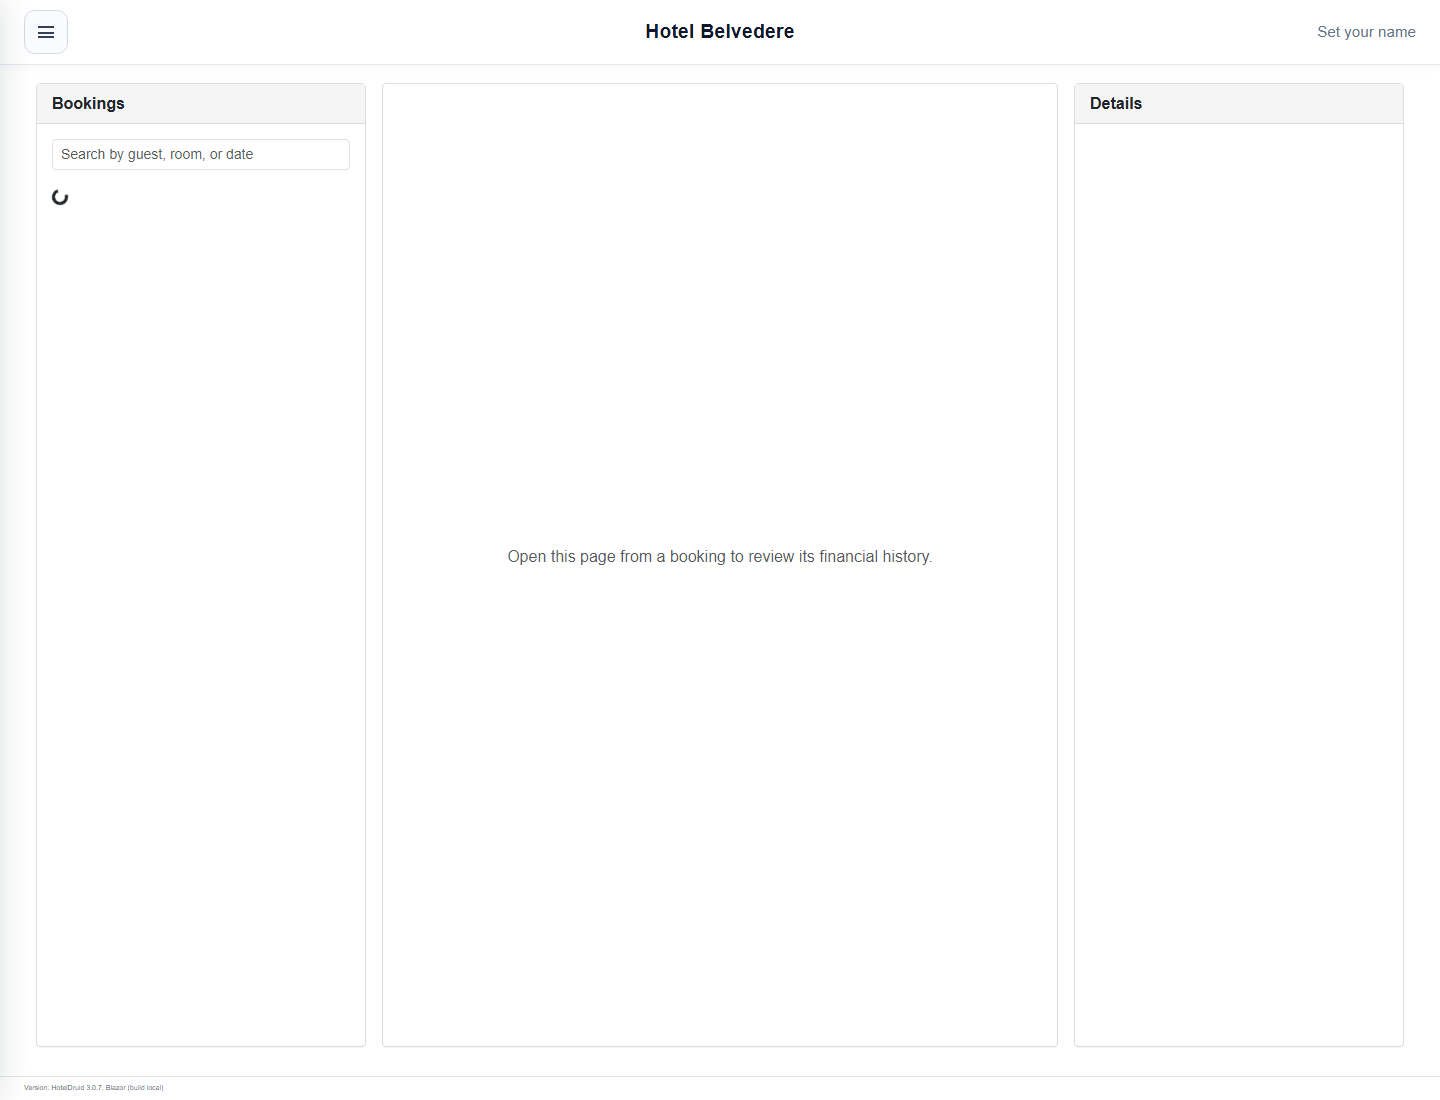 Hotel Belvedere
Set your name
Bookings
Search by guest, room, or date
Open this page from a booking to review its financial history.
Details
Version: HotelDruid 3.0.7. Blazor (build local)